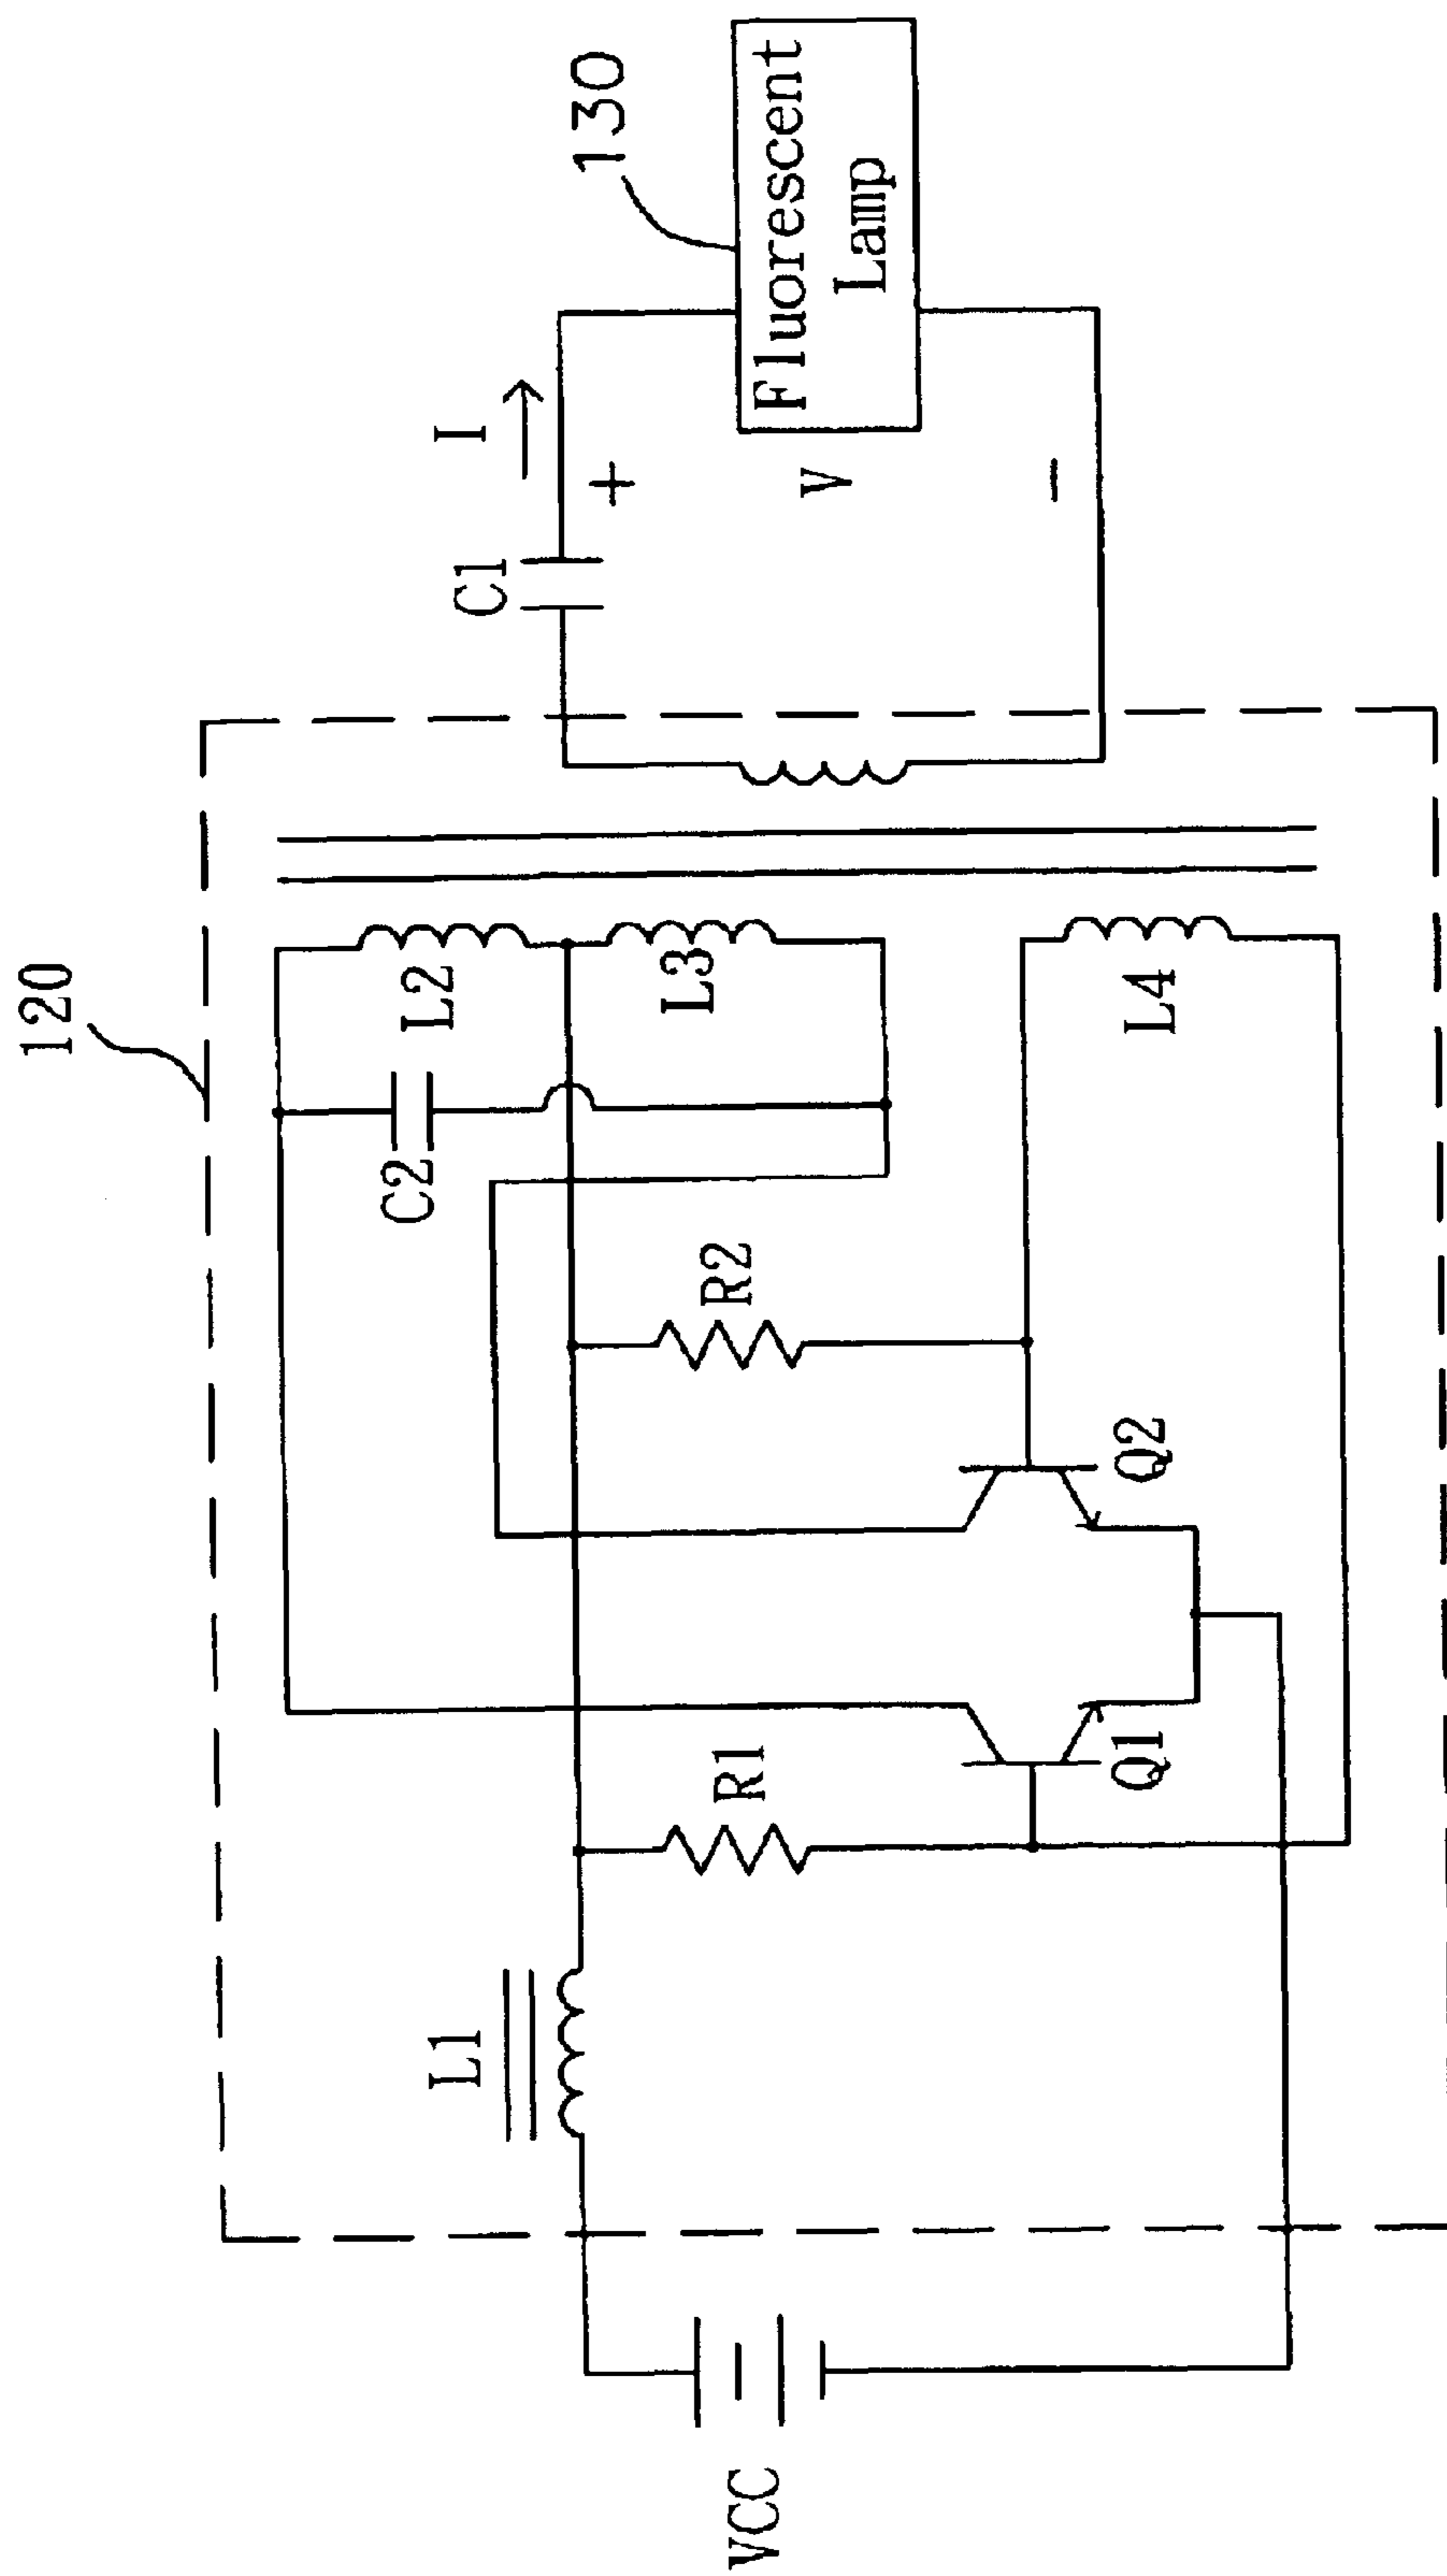 120
130
I
C1
+
Fluorescent
Lamp
V
-
L2
C2
L3
L4
R2
Q2
R1
Q1
L1
VCC